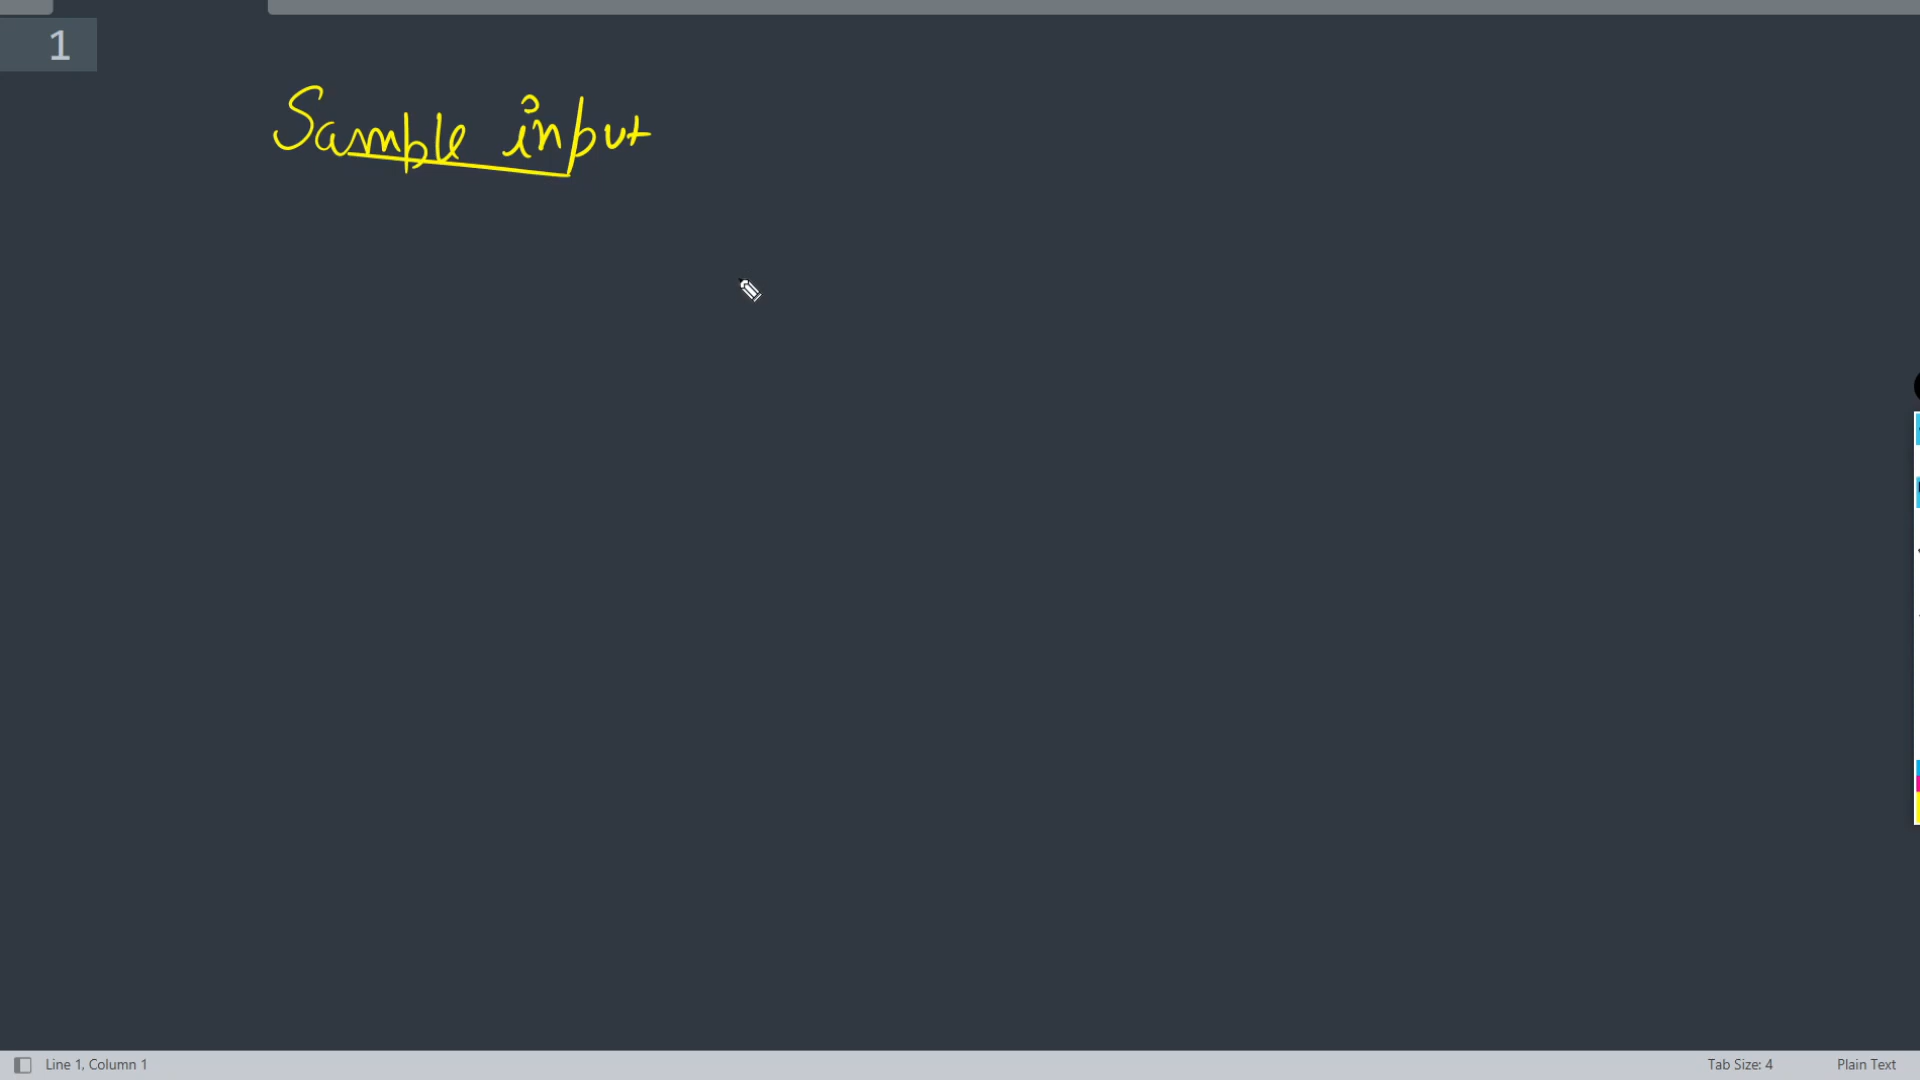 1
Sample input
Line 1, Column 1
Tab Size: 4
Plain Text